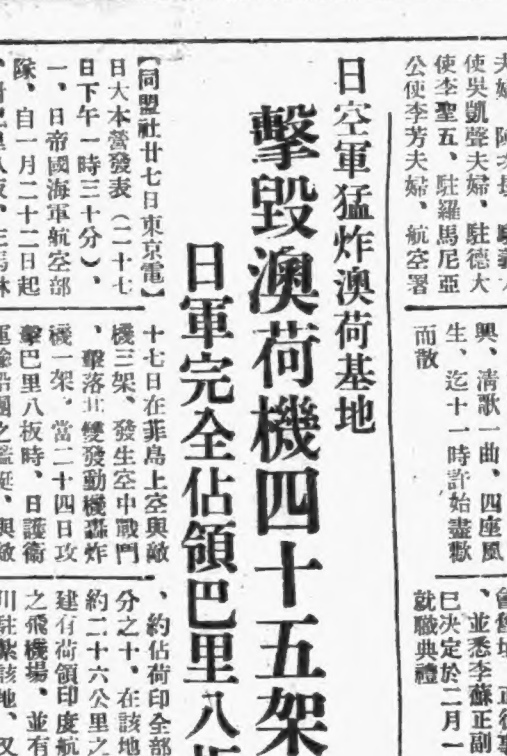 使吳凱聲夫婦、駐德大
使李聖五、駐羅馬尼亞
公使李芳夫婦、航空署
興、清歌一曲、四座風
生、迄十一時許始盡歡
而散
、並悉李蘇正副
已決定於二月一
就職典禮
日空軍猛炸澳荷基地
擊毀澳荷機四十五架
日軍完全佔領巴里八板
【同盟社廿七日東京電】
日大本營發表（二十七
日下午一時三十分）、
一、日帝國海軍航空部
隊、自一月二十二日起
十七日在菲島上空與敵
機三架、發生空中戰鬥
、擊落其雙發動機轟炸
機一架。當二十四日攻
擊巴里八板時、日護衛
、約佔荷印全部
分之十、在該地
約二十六公里之
建有荷領印度航
之飛機場、並有